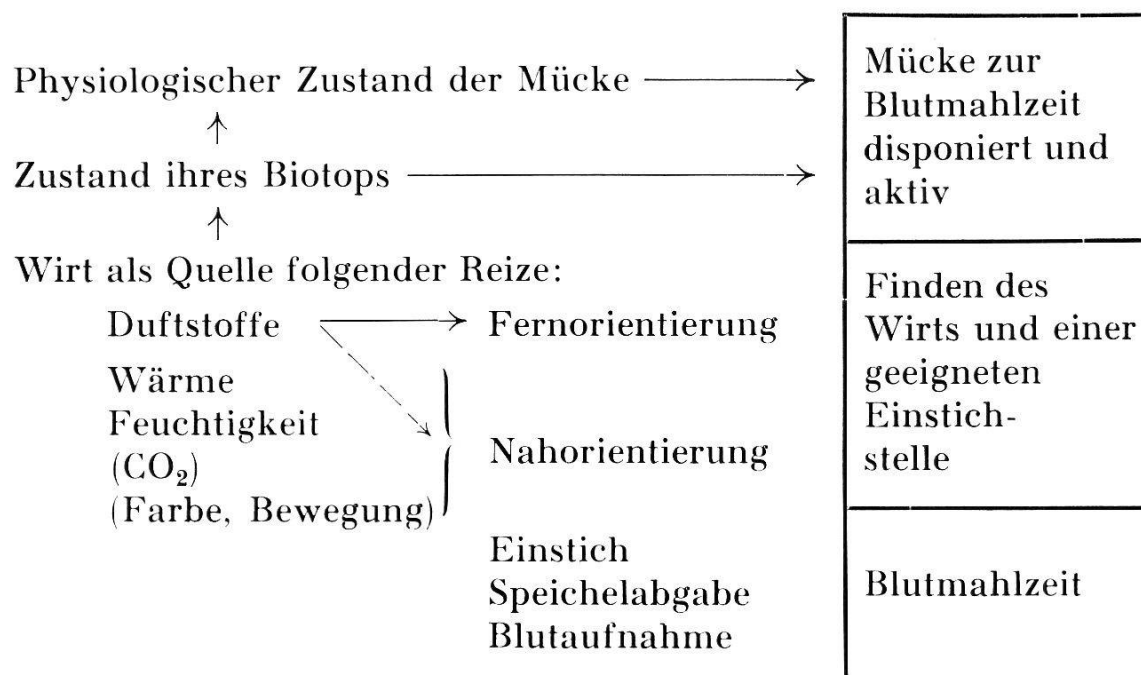 Physiologischer Zustand der Mücke
Zustand ihres Biotops
Mücke zur
Blutmahlzeit
disponiert und
aktiv
Wirt als Quelle folgender Reize:
Duftstoffe
Fernorientierung
Wärme
Feuchtigkeit
(CO₂)
(Farbe, Bewegung)
Nahorientierung
Finden des
Wirts und einer
geeigneten
Einstich-
stelle
Einstich
Speichelabgabe
Blutaufnahme
Blutmahlzeit